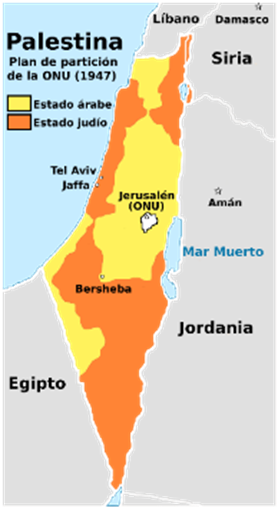 Líbano
Damasco
Palestina
Plan de partición
de la ONU (1947)
Siria
Estado árabe
Estado judío
Tel Aviv
Jaffa
Jerusalén
(ONU)
Amán
Mar Muerto
Bersheba
Jordania
Egipto